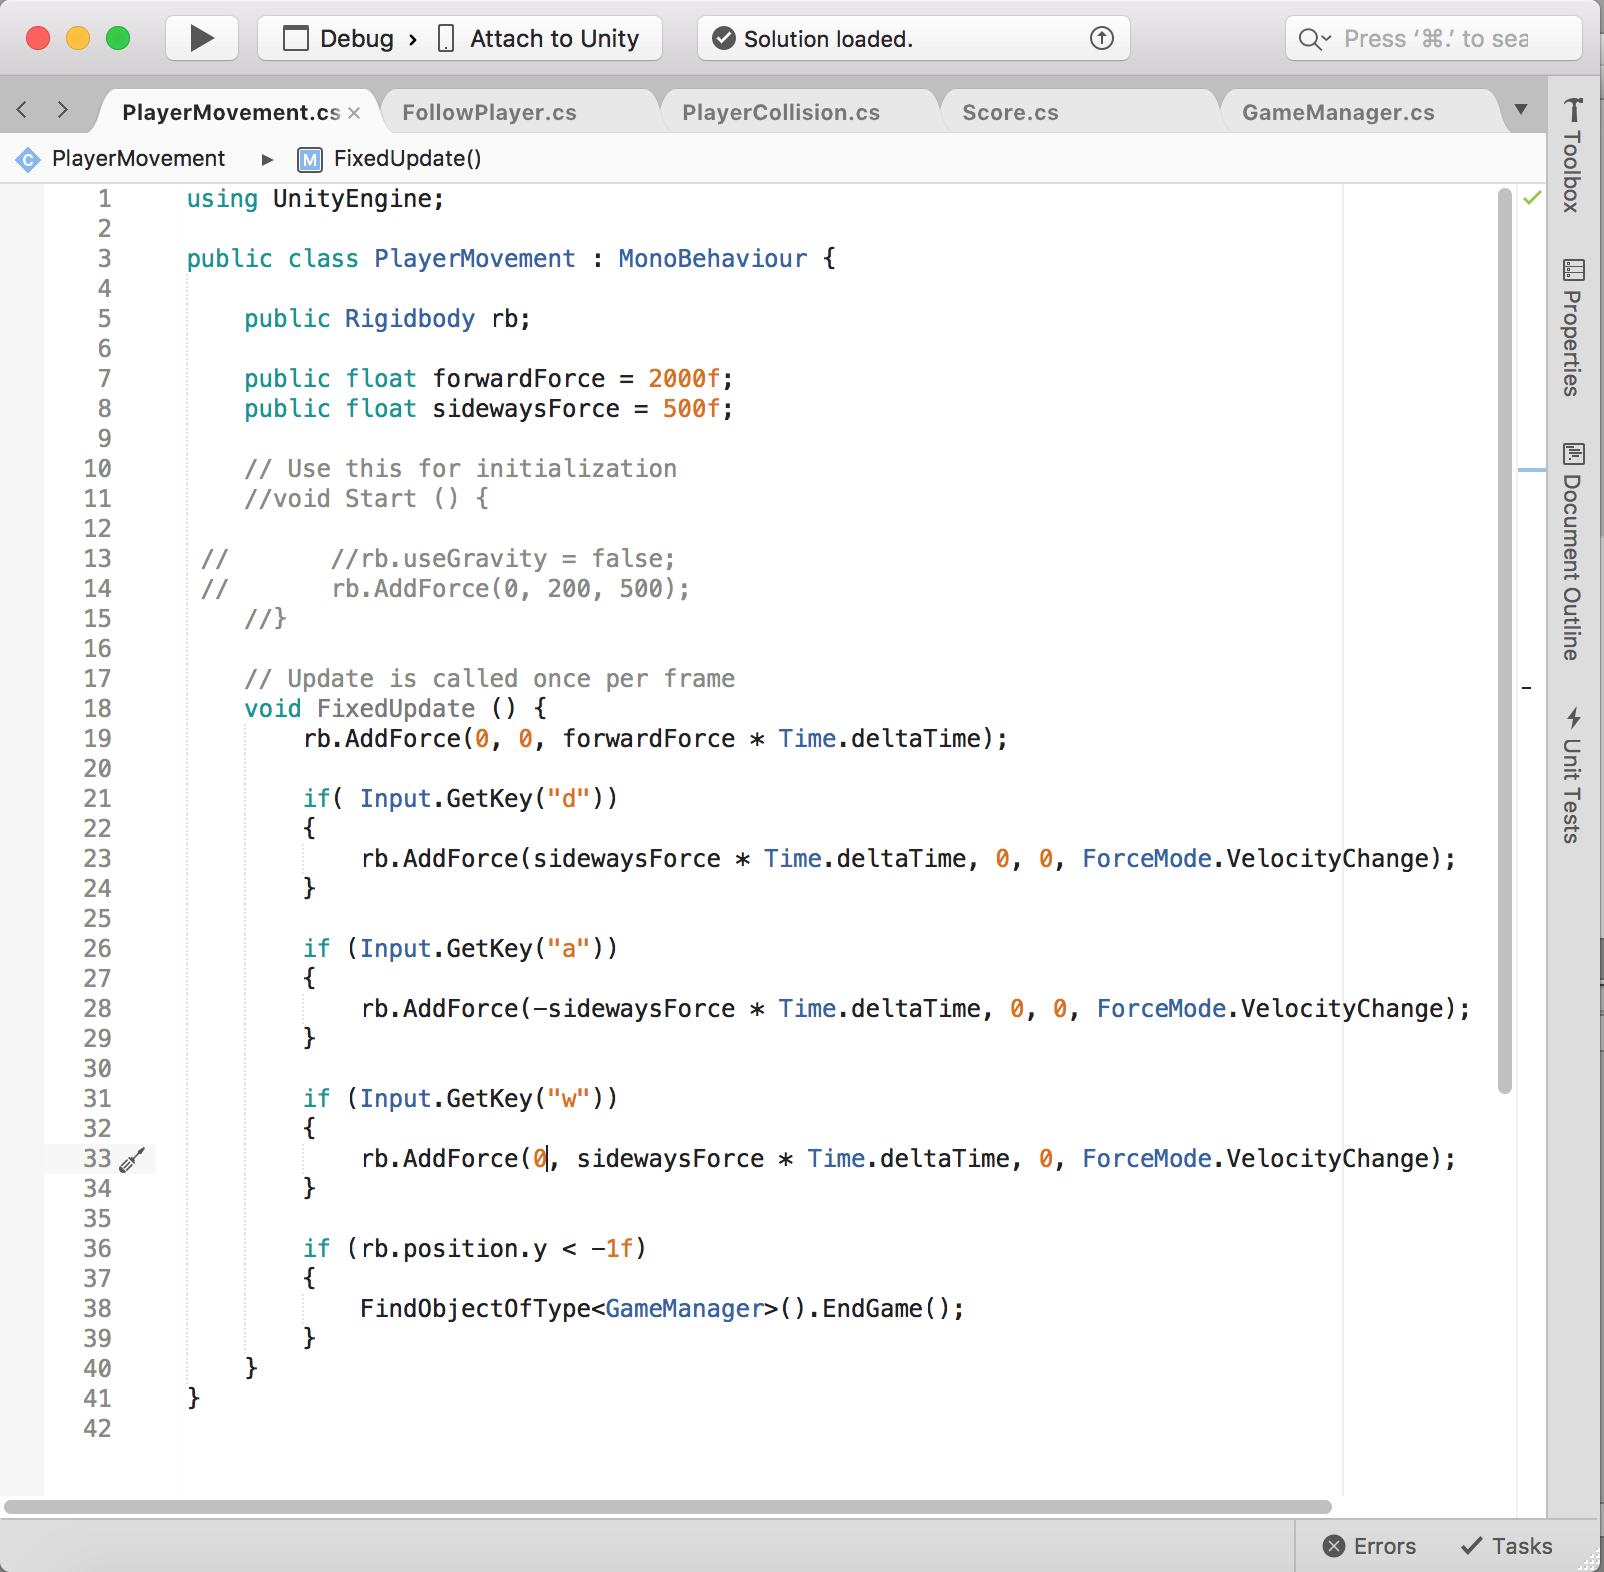 Debug › Attach to Unity
Solution loaded.
Press ‘⌘.’ to sea
PlayerMovement.cs × FollowPlayer.cs PlayerCollision.cs Score.cs GameManager.cs
C PlayerMovement ▸ M FixedUpdate()
1 using UnityEngine;
2
3 public class PlayerMovement : MonoBehaviour {
4
5     public Rigidbody rb;
6
7     public float forwardForce = 2000f;
8     public float sidewaysForce = 500f;
9
10     // Use this for initialization
11     //void Start () {
12
13  //       //rb.useGravity = false;
14  //       rb.AddForce(0, 200, 500);
15     //}
16
17     // Update is called once per frame
18     void FixedUpdate () {
19         rb.AddForce(0, 0, forwardForce * Time.deltaTime);
20
21         if( Input.GetKey("d"))
22         {
23             rb.AddForce(sidewaysForce * Time.deltaTime, 0, 0, ForceMode.VelocityChange);
24         }
25
26         if (Input.GetKey("a"))
27         {
28             rb.AddForce(-sidewaysForce * Time.deltaTime, 0, 0, ForceMode.VelocityChange);
29         }
30
31         if (Input.GetKey("w"))
32         {
33             rb.AddForce(0, sidewaysForce * Time.deltaTime, 0, ForceMode.VelocityChange);
34         }
35
36         if (rb.position.y < -1f)
37         {
38             FindObjectOfType<GameManager>().EndGame();
39         }
40     }
41 }
42
Toolbox
Properties
Document Outline
Unit Tests
Errors
Tasks